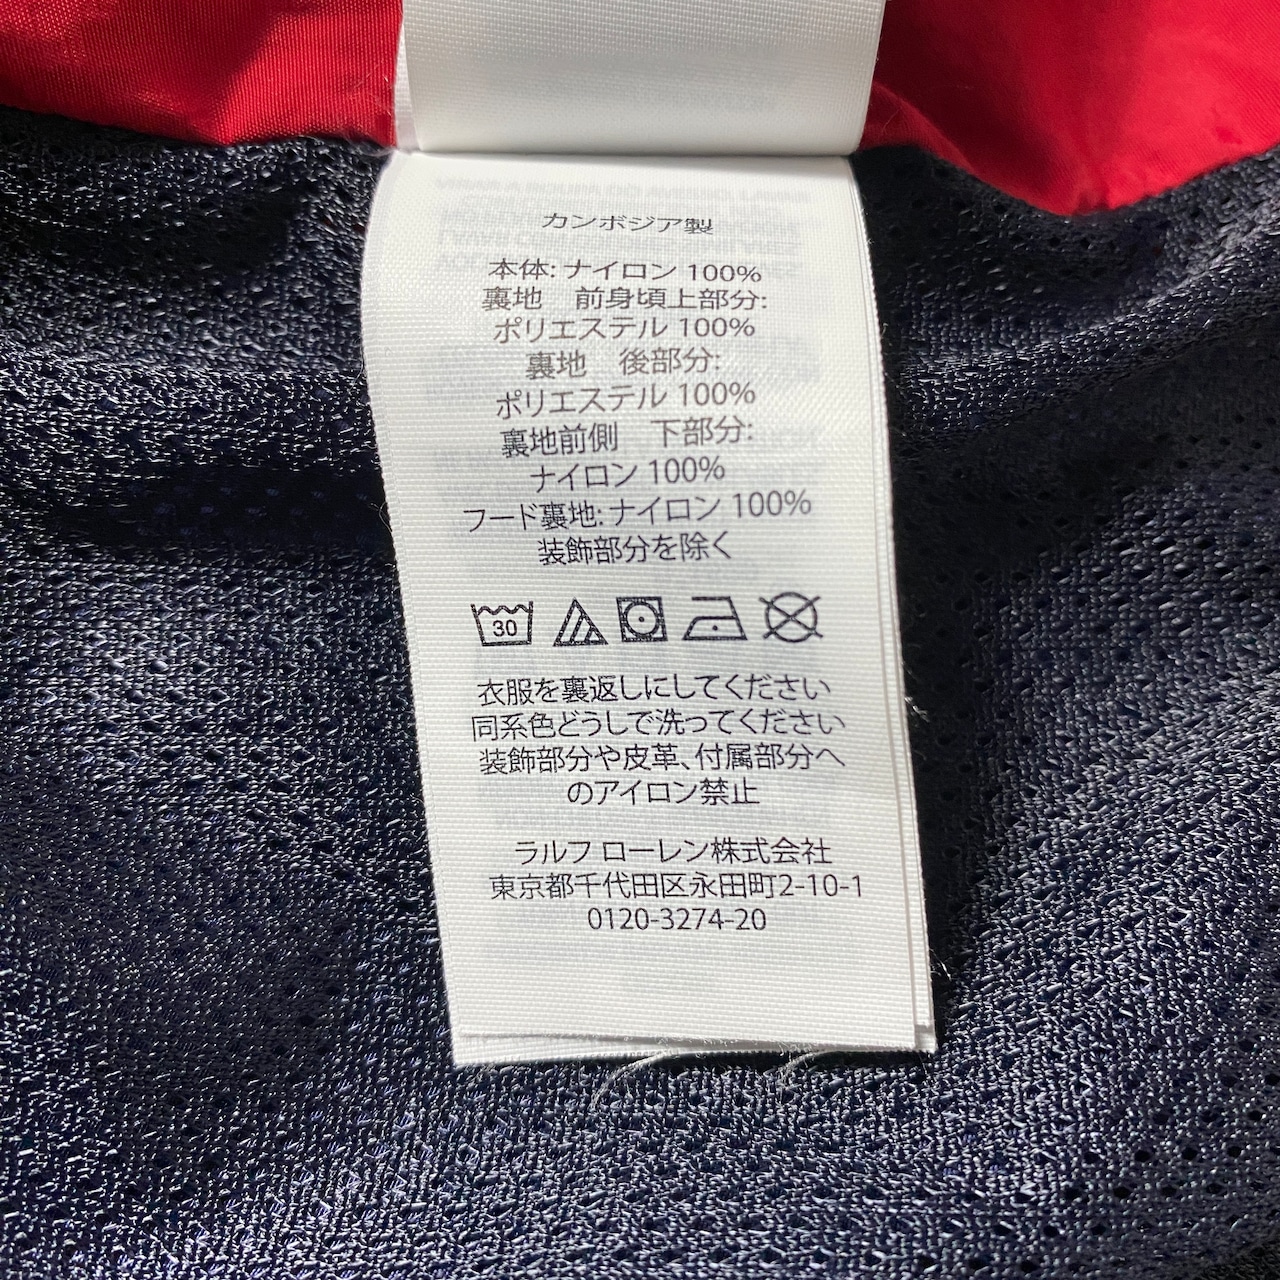 カンボジア製
本体: ナイロン 100%
裏地　前身頃上部分:
ポリエステル 100%
裏地　後部分:
ポリエステル 100%
裏地前側　下部分:
ナイロン 100%
フード裏地: ナイロン 100%
装飾部分を除く
30
衣服を裏返しにしてください
同系色どうしで洗ってください
装飾部分や皮革、付属部分へ
のアイロン禁止
ラルフ ローレン株式会社
東京都千代田区永田町2-10-1
0120-3274-20